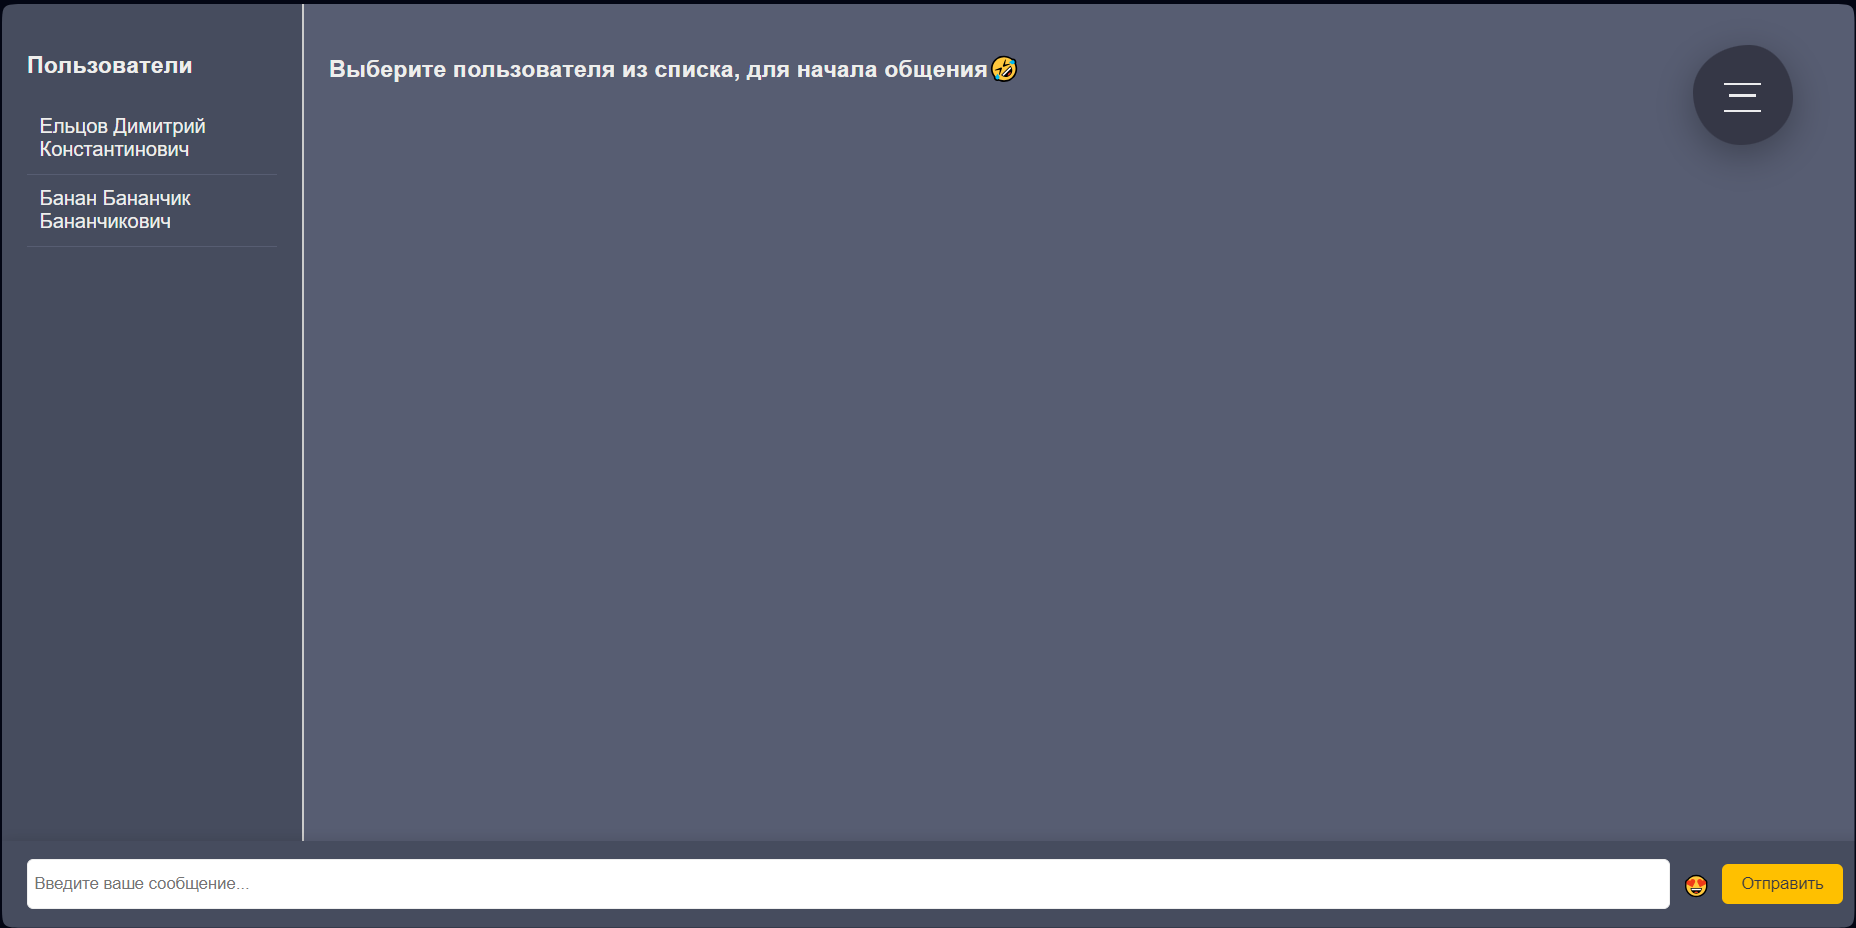 Пользователи
Ельцов Димитрий
Константинович
Банан Бананчик
Бананчикович
Выберите пользователя из списка, для начала общения🤣
Введите ваше сообщение...
😍
Отправить